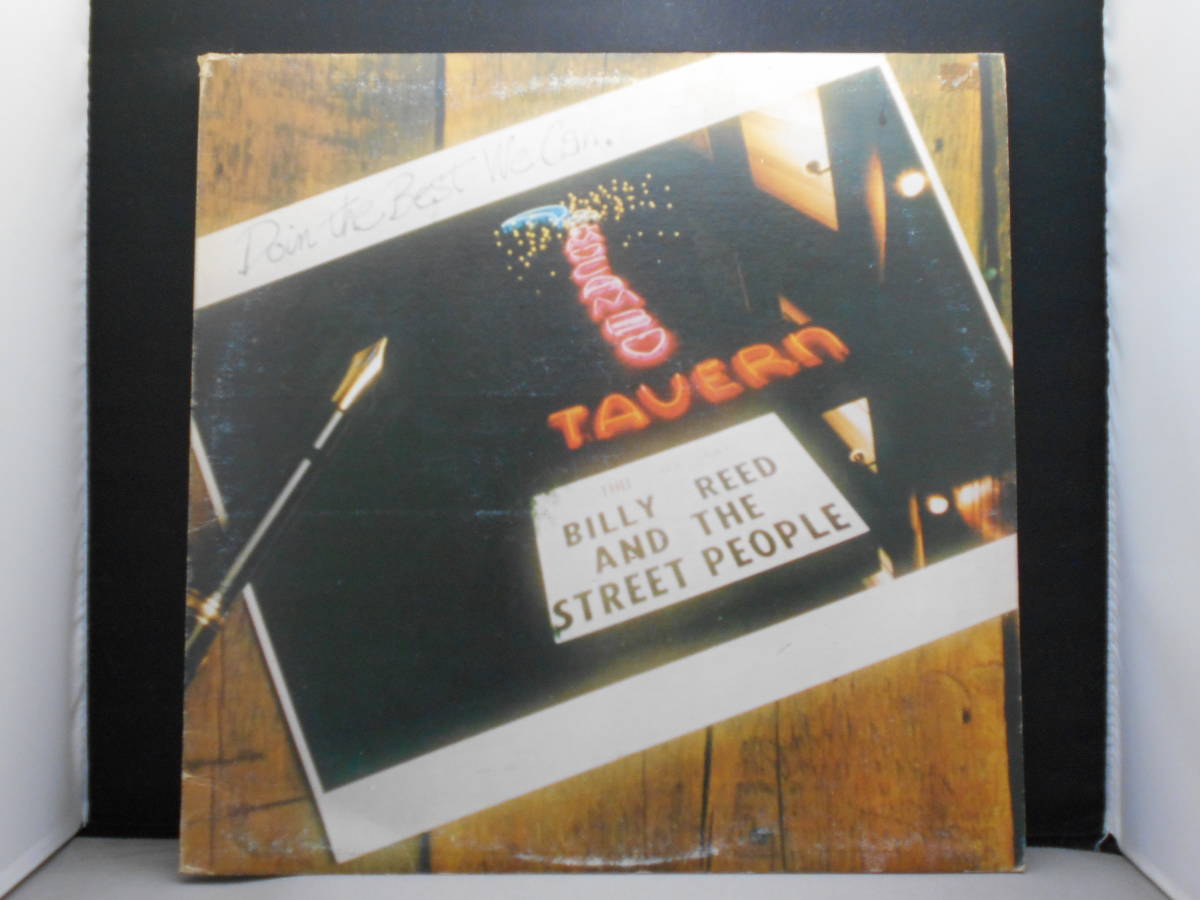 Doin the Best We Can.
TAVERN
BILLY REED
AND THE
STREET PEOPLE